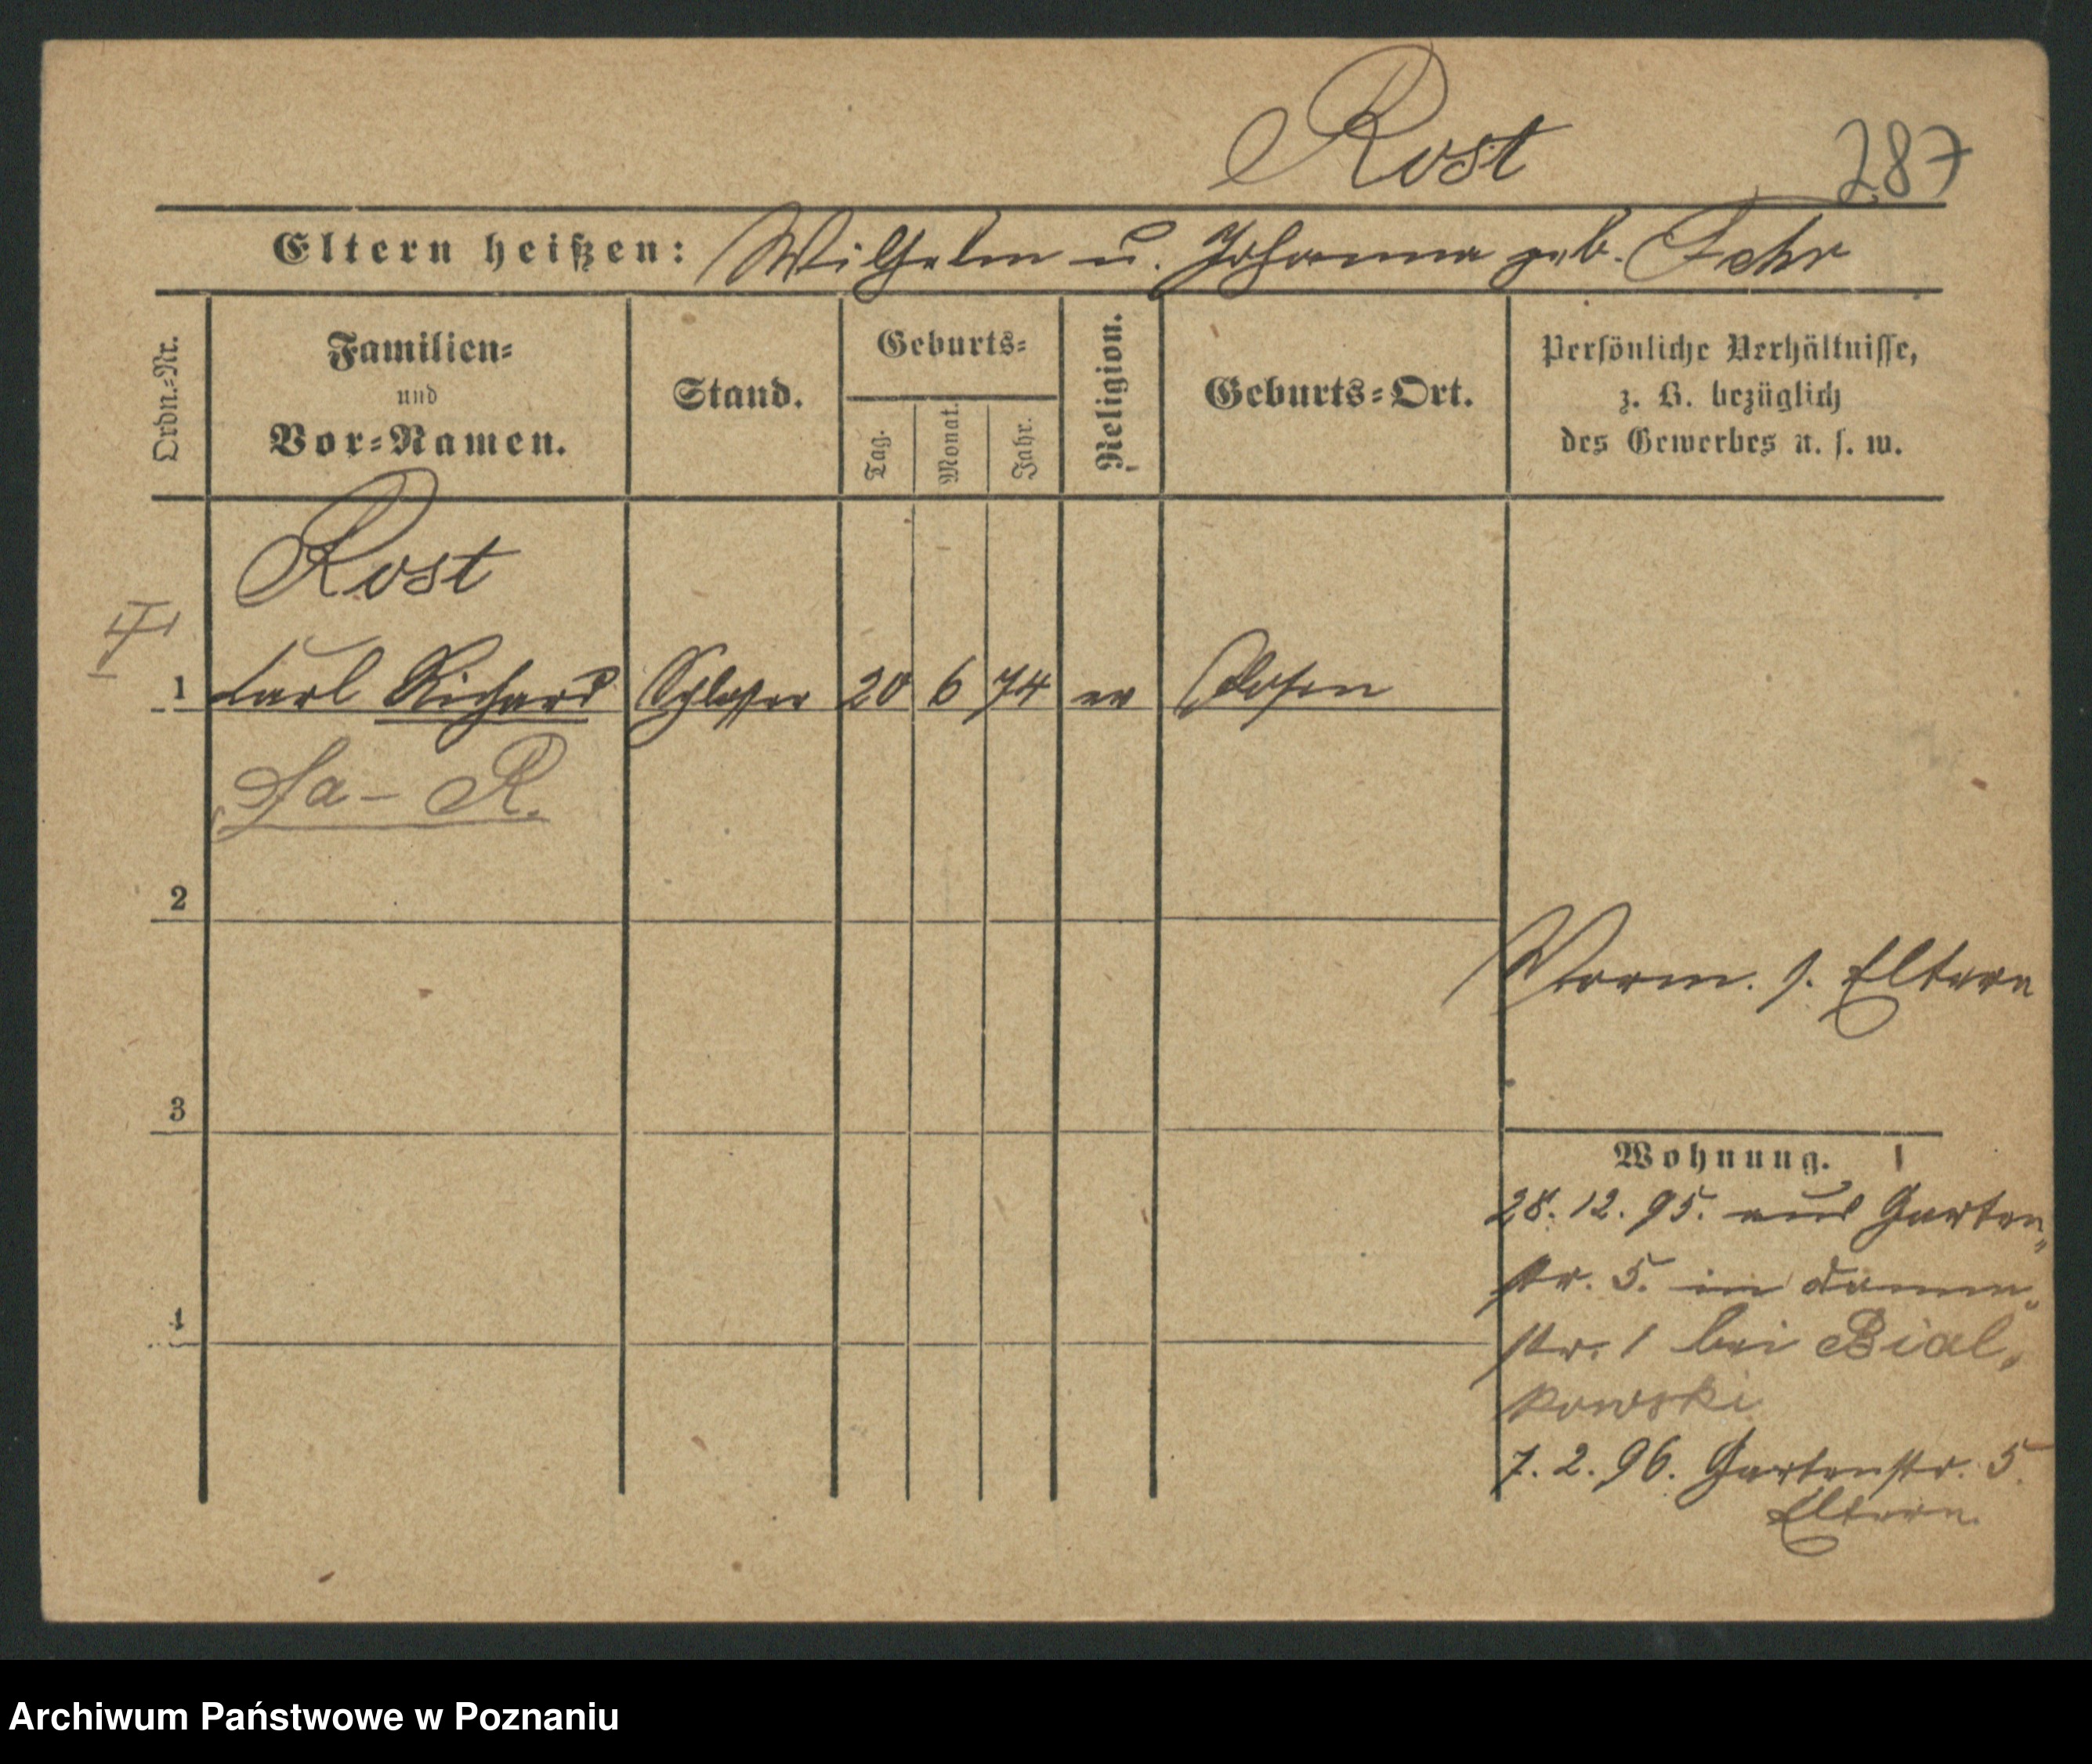 Rost
287
Eltern heißen: Wilhelm u. Johanna geb. Fehr
Ordn.-Nr.
Familien-
und
Vor-Namen.
Stand.
Geburts-
Tag.
Monat.
Jahr.
Religion.
Geburts-Ort.
Persönliche Verhältnisse,
z. B. bezüglich
des Gewerbes u. s. w.
Rost
1 Carl Richard Schlosser 20 6 74 ev Posen
R.
2
Vorm. s. Eltern
3
Wohnung.
28. 12. 95. aus Garten-
str. 5. in Damm-
str. 1 bei Bial-
kowski
4
7. 2. 96. Gartenstr. 5.
Eltern.
Archiwum Państwowe w Poznaniu